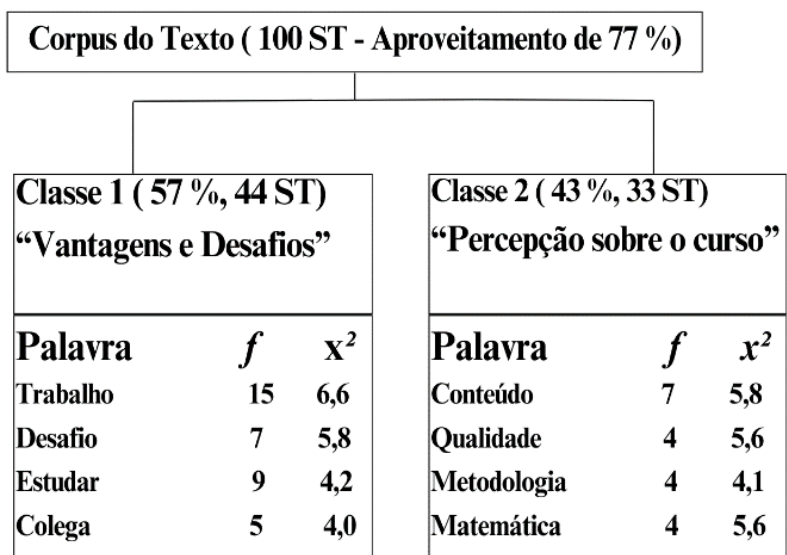 Corpus do Texto ( 100 ST - Aproveitamento de 77 %)
Classe 1 ( 57 %, 44 ST)
“Vantagens e Desafios”
Palavra f x²
Trabalho 15 6,6
Desafio 7 5,8
Estudar 9 4,2
Colega 5 4,0
Classe 2 ( 43 %, 33 ST)
“Percepção sobre o curso”
Palavra f x²
Conteúdo 7 5,8
Qualidade 4 5,6
Metodologia 4 4,1
Matemática 4 5,6